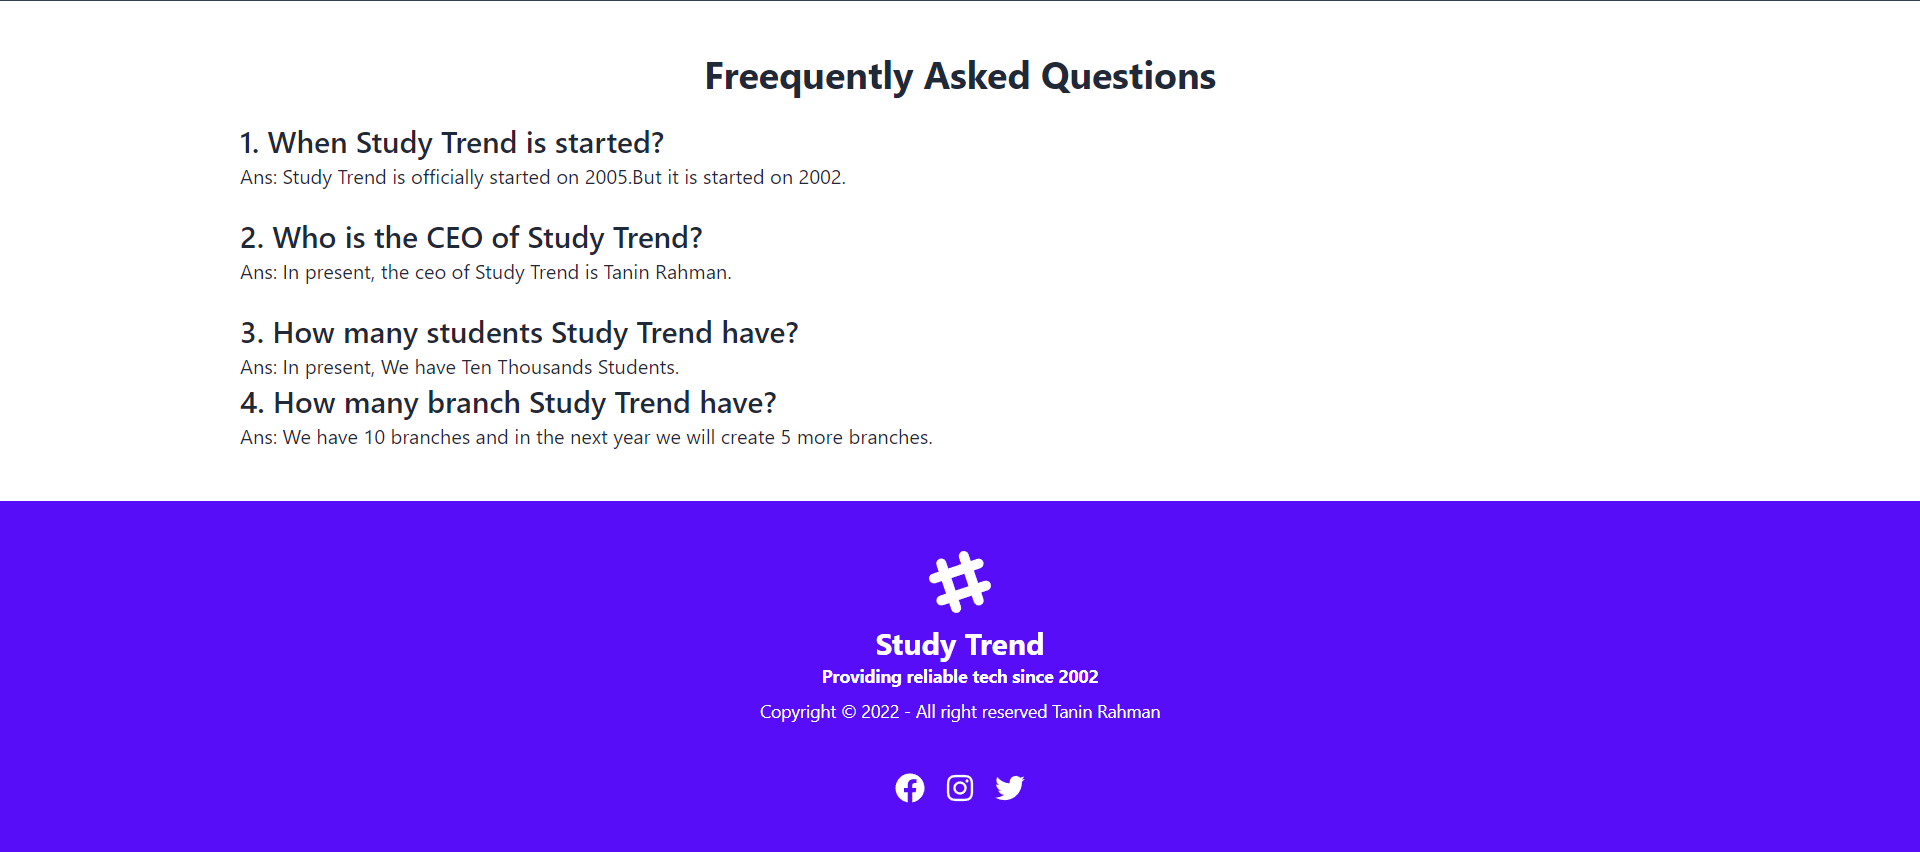 Freequently Asked Questions
1. When Study Trend is started?
Ans: Study Trend is officially started on 2005.But it is started on 2002.
2. Who is the CEO of Study Trend?
Ans: In present, the ceo of Study Trend is Tanin Rahman.
3. How many students Study Trend have?
Ans: In present, We have Ten Thousands Students.
4. How many branch Study Trend have?
Ans: We have 10 branches and in the next year we will create 5 more branches.
Study Trend
Providing reliable tech since 2002
Copyright © 2022 - All right reserved Tanin Rahman